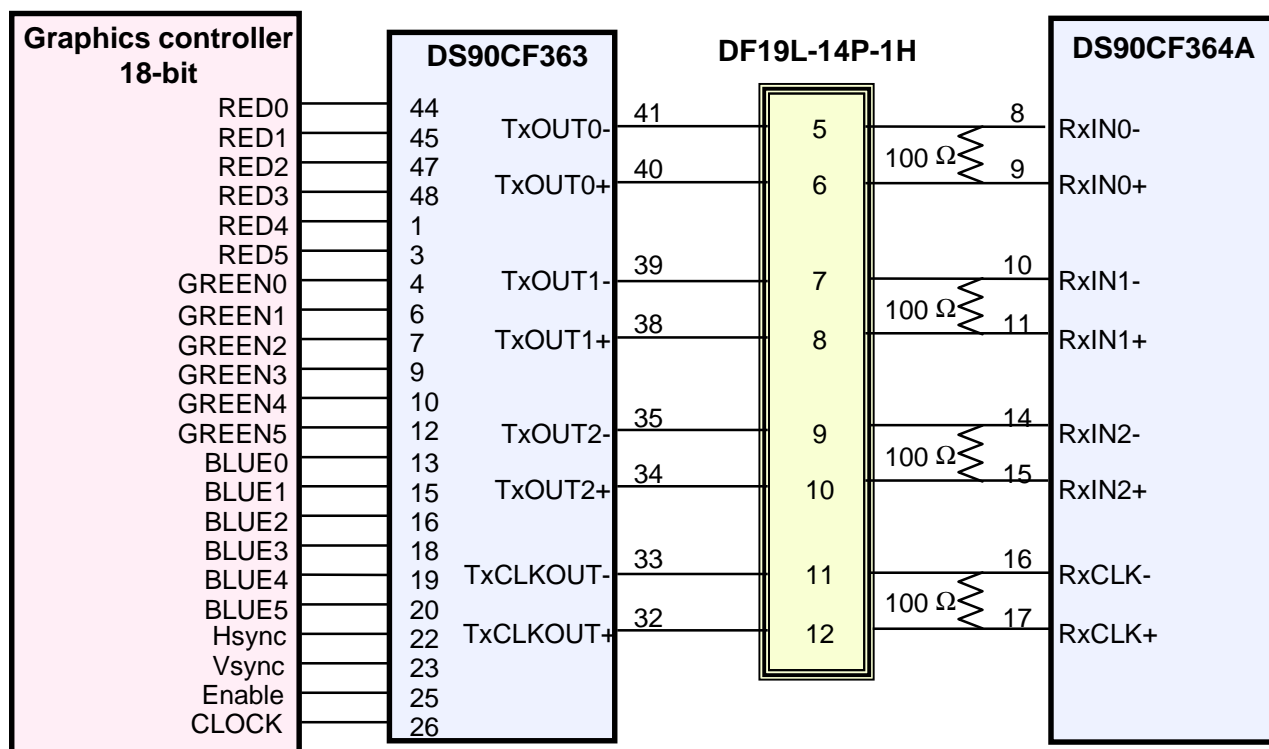 Graphics controller
18-bit
DS90CF363
DF19L-14P-1H
DS90CF364A
RED0 44
RED1 45
RED2 47
RED3 48
RED4 1
RED5 3
GREEN0 4
GREEN1 6
GREEN2 7
GREEN3 9
GREEN4 10
GREEN5 12
BLUE0 13
BLUE1 15
BLUE2 16
BLUE3 18
BLUE4 19
BLUE5 20
Hsync 22
Vsync 23
Enable 25
CLOCK 26
TxOUT0- 41 5 8 RxIN0-
100 Ω
TxOUT0+ 40 6 9 RxIN0+
TxOUT1- 39 7 10 RxIN1-
100 Ω
TxOUT1+ 38 8 11 RxIN1+
TxOUT2- 35 9 14 RxIN2-
100 Ω
TxOUT2+ 34 10 15 RxIN2+
TxCLKOUT- 33 11 16 RxCLK-
100 Ω
TxCLKOUT+ 32 12 17 RxCLK+